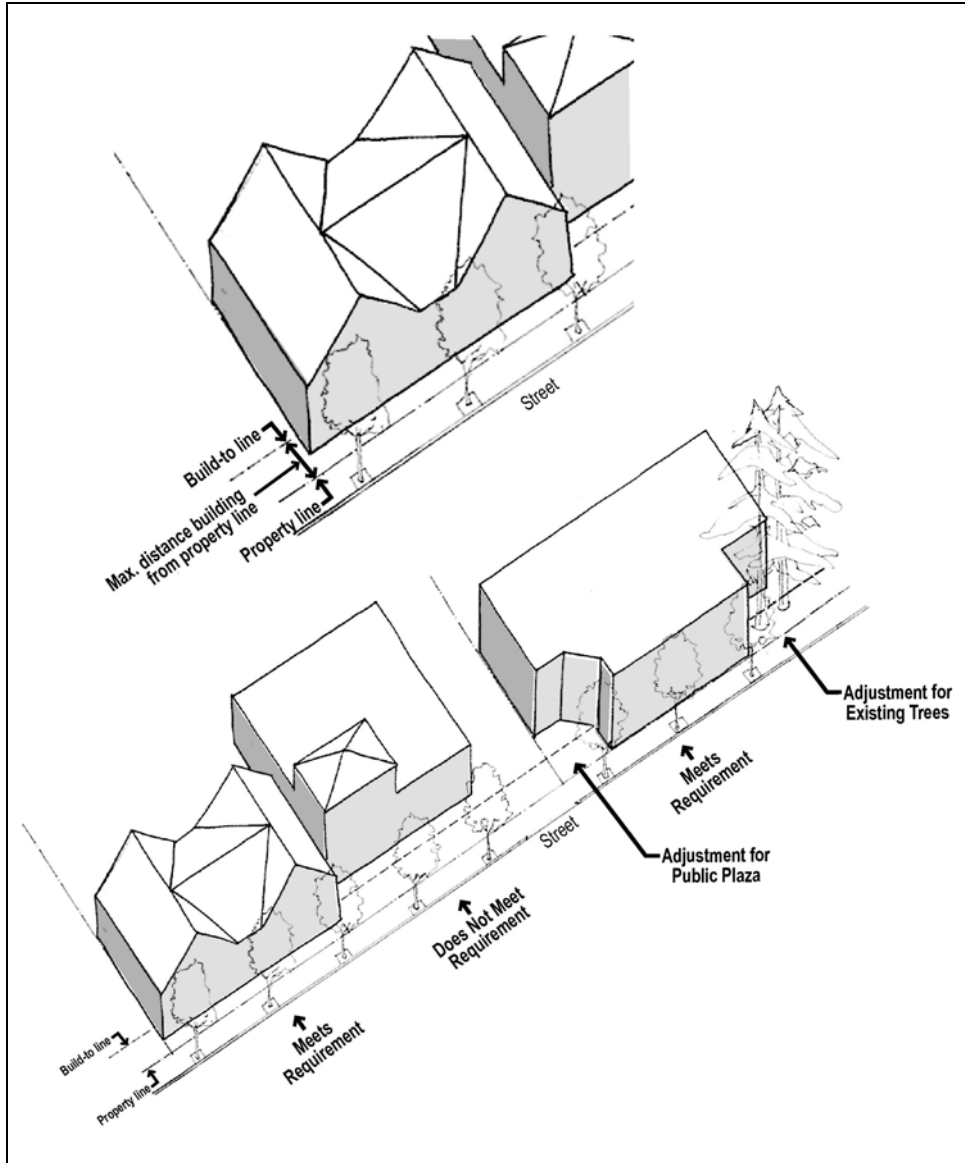 Street
Build-to line
Max. distance building
from property line
Property line
Adjustment for
Existing Trees
Meets
Requirement
Street
Adjustment for
Public Plaza
Does Not Meet
Requirement
Meets
Requirement
Build-to line
Property line